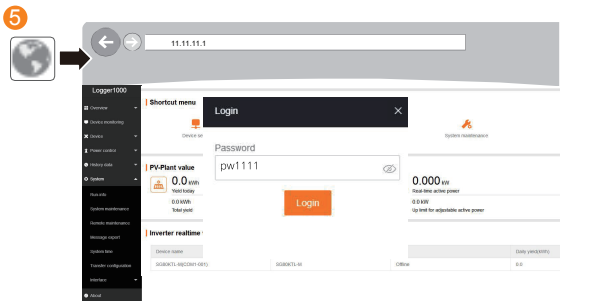 5
11.11.11.1
Logger1000
Overview
Device monitoring
Device
Power control
History data
System
Run info
System maintenance
Remote maintenance
Message export
System time
Transfer configuration
Interface
About
Shortcut menu
Device se
System maintenance
Login
Password
pw1111
Login
PV-Plant value
0.0 kWh
Yield today
0.0 kWh
Total yield
0.000 kW
Real-time active power
0.0 kW
Up limit for adjustable active power
Inverter realtime
Device name
Daily yield(kWh)
SG80KTL-M
Offline
0.0